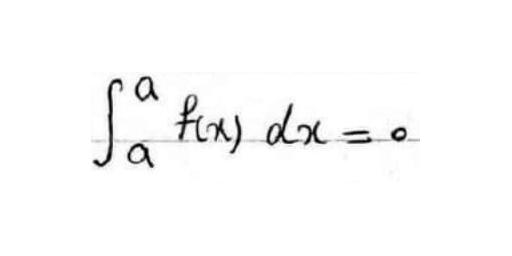 ∫ₐᵃ f(x) dx = 0